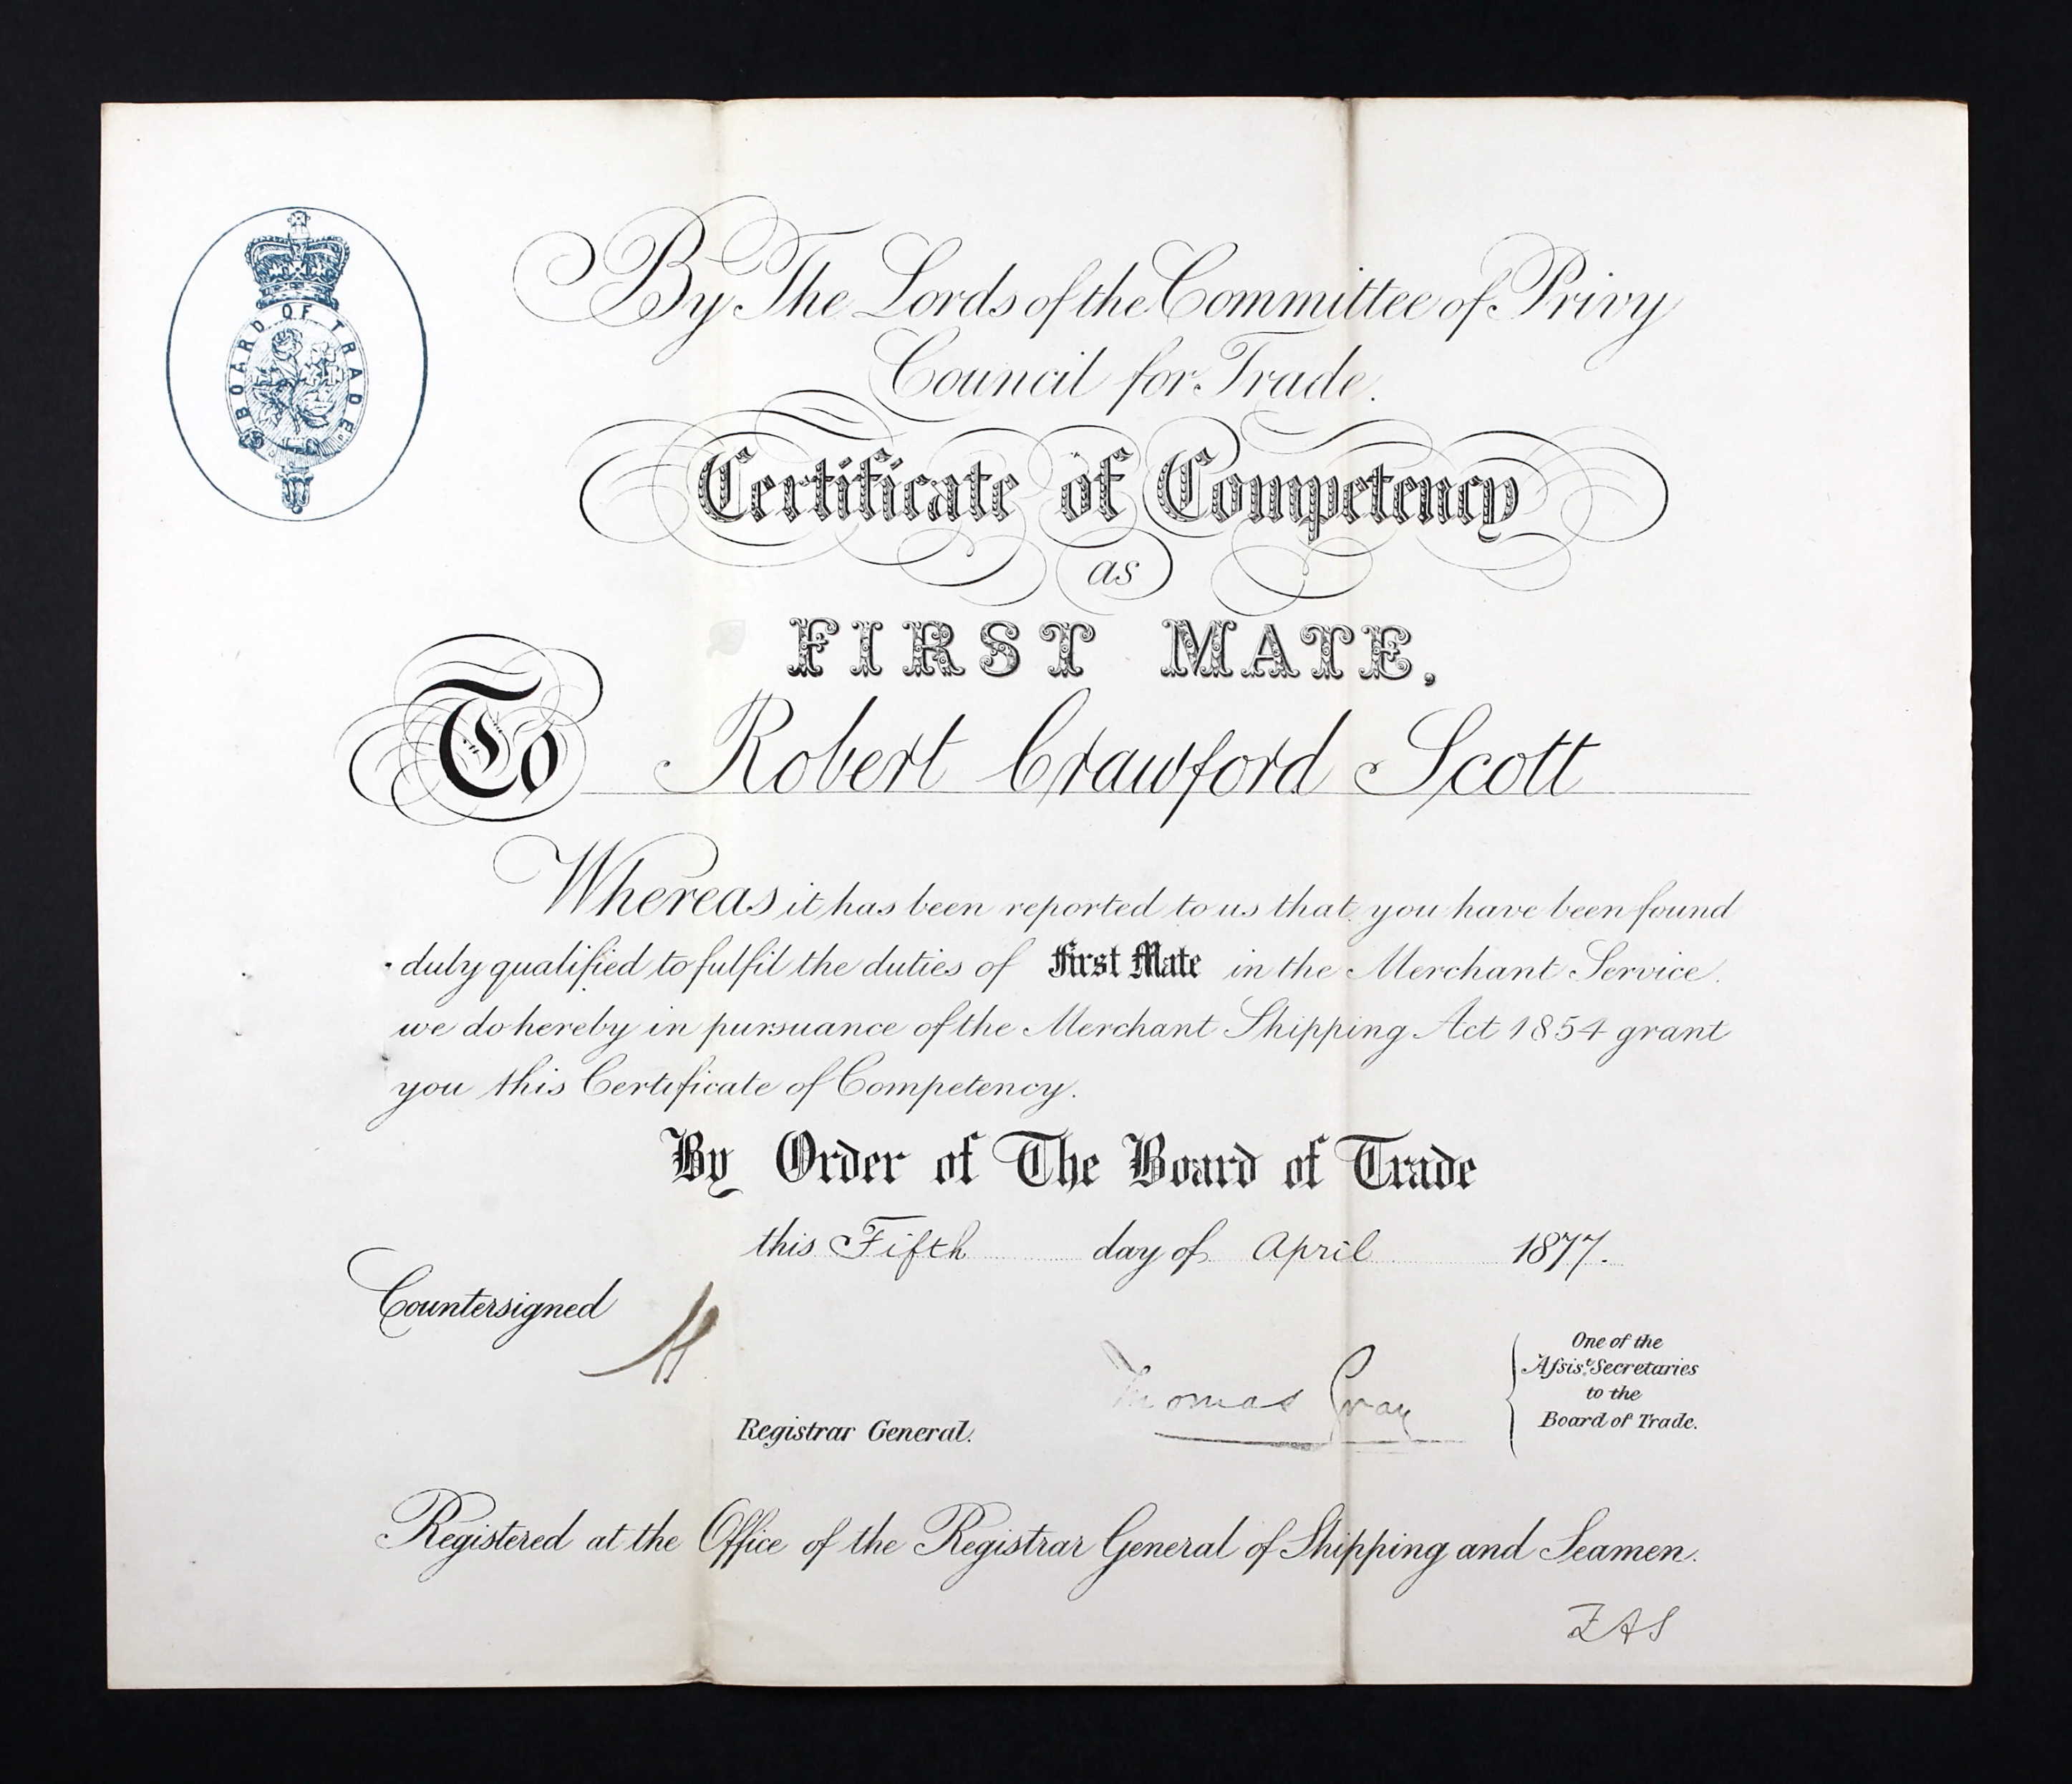 BOARD OF TRADE
By The Lords of the Committee of Privy
Council for Trade.
Certificate of Competency
as
FIRST MATE.
To Robert Crawford Scott
Whereas it has been reported to us that you have been found
duly qualified to fulfil the duties of First Mate in the Merchant Service.
we do hereby in pursuance of the Merchant Shipping Act 1854 grant
you this Certificate of Competency.
By Order of The Board of Trade
this Fifth day of April 1877.
Countersigned
Registrar General.
Thomas Gray
One of the
Assist. Secretaries
to the
Board of Trade.
Registered at the Office of the Registrar General of Shipping and Seamen.